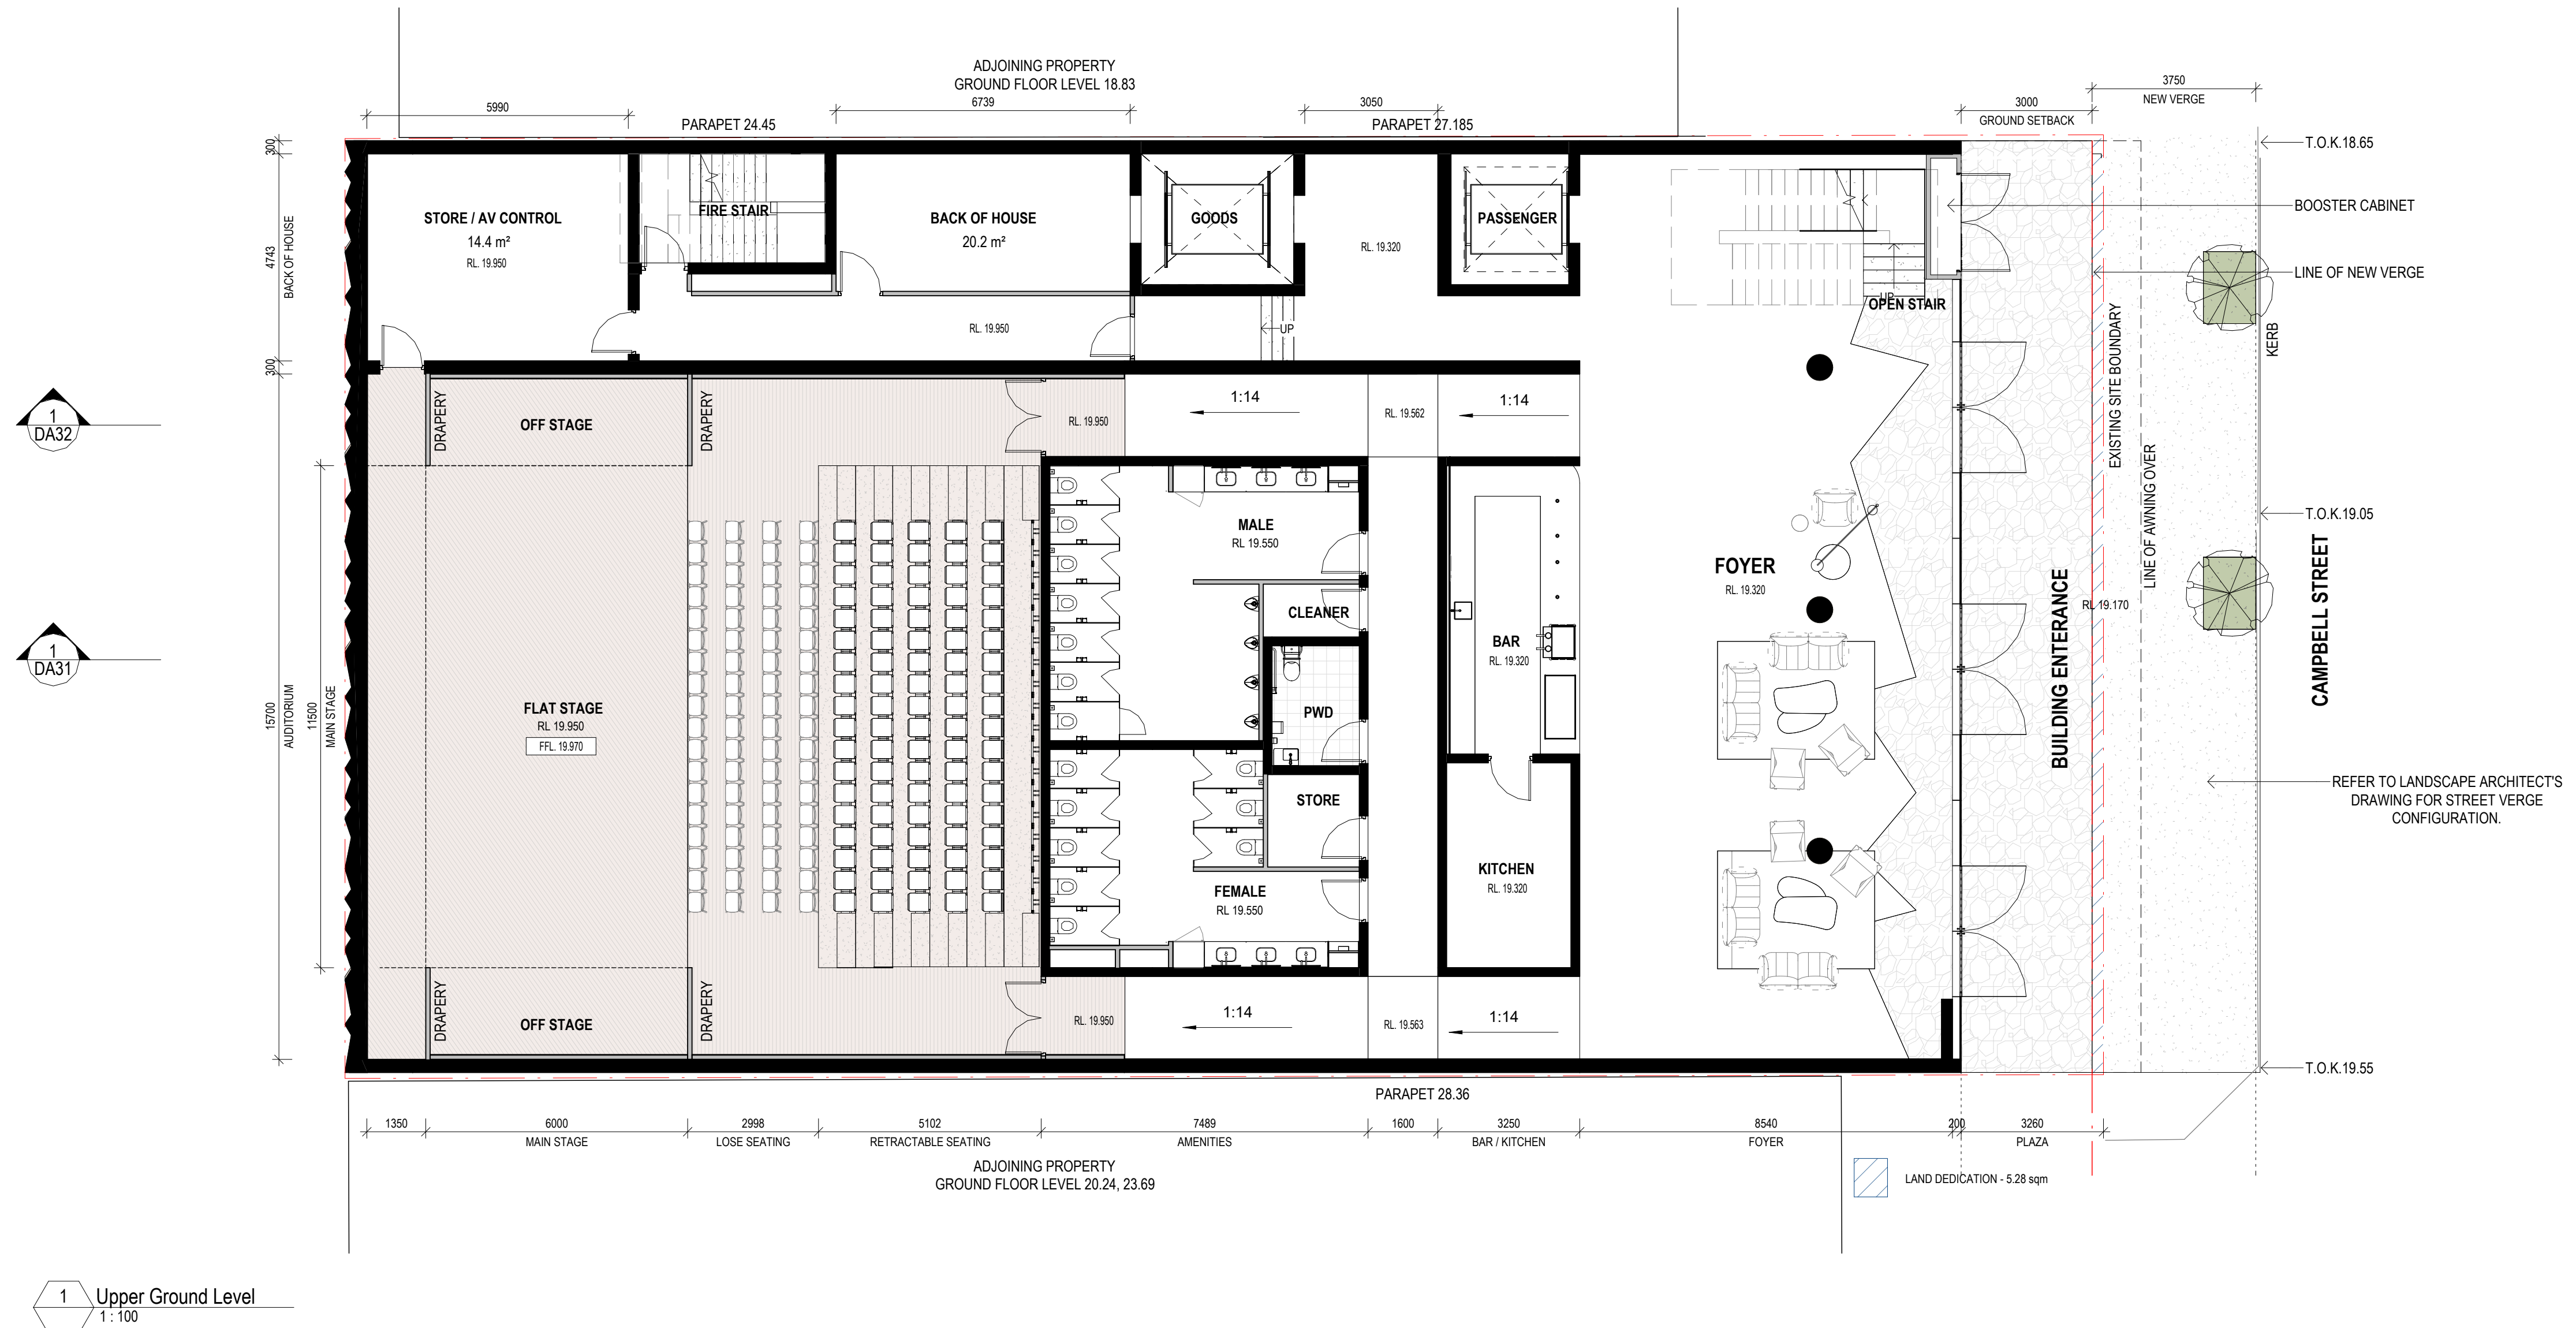 ADJOINING PROPERTY
GROUND FLOOR LEVEL 18.83
3750
NEW VERGE
5990
6739
3050
3000
GROUND SETBACK
PARAPET 24.45
PARAPET 27.185
300
T.O.K.18.65
BOOSTER CABINET
STORE / AV CONTROL
14.4 m²
RL. 19.950
FIRE STAIR
BACK OF HOUSE
20.2 m²
GOODS
RL. 19.320
PASSENGER
4743
BACK OF HOUSE
LINE OF NEW VERGE
UP
OPEN STAIR
RL. 19.950
UP
KERB
EXISTING SITE BOUNDARY
300
1
DA32
DRAPERY
OFF STAGE
DRAPERY
RL. 19.950
1:14
RL. 19.562
1:14
LINE OF AWNING OVER
T.O.K.19.05
MALE
RL 19.550
FOYER
RL. 19.320
CLEANER
BUILDING ENTERANCE
RL 19.170
CAMPBELL STREET
1
DA31
BAR
RL. 19.320
15700
AUDITORIUM
11500
MAIN STAGE
FLAT STAGE
RL 19.950
FFL. 19.970
PWD
STORE
REFER TO LANDSCAPE ARCHITECT'S
DRAWING FOR STREET VERGE
CONFIGURATION.
KITCHEN
RL. 19.320
FEMALE
RL 19.550
DRAPERY
OFF STAGE
DRAPERY
RL. 19.950
1:14
RL. 19.563
1:14
T.O.K.19.55
PARAPET 28.36
1350
6000
MAIN STAGE
2998
LOSE SEATING
5102
RETRACTABLE SEATING
7489
AMENITIES
1600
3250
BAR / KITCHEN
8540
FOYER
200
3260
PLAZA
ADJOINING PROPERTY
GROUND FLOOR LEVEL 20.24, 23.69
LAND DEDICATION - 5.28 sqm
1
Upper Ground Level
1 : 100